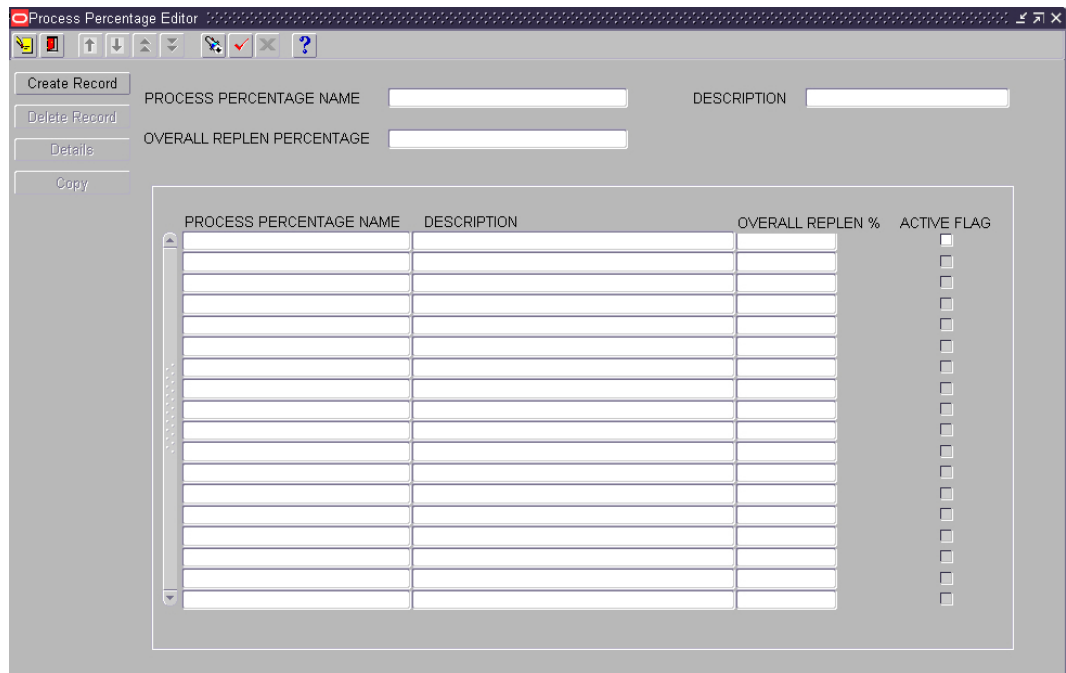 Process Percentage Editor
?
Create Record
PROCESS PERCENTAGE NAME DESCRIPTION
Delete Record
OVERALL REPLEN PERCENTAGE
Details
Copy
PROCESS PERCENTAGE NAME DESCRIPTION OVERALL REPLEN % ACTIVE FLAG